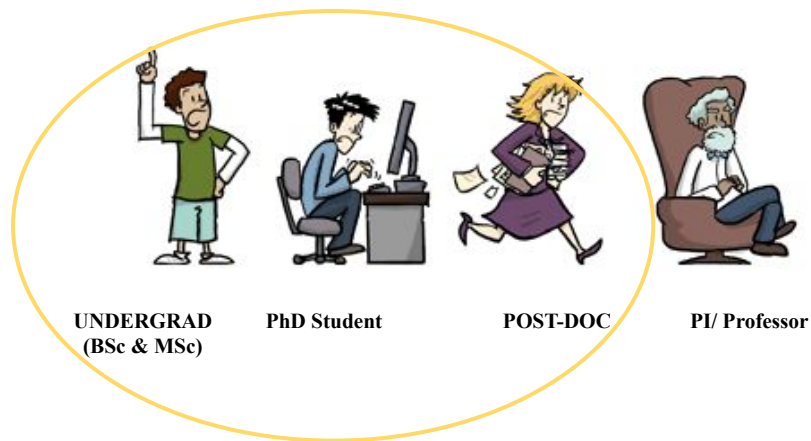 UNDERGRAD
(BSc & MSc)
PhD Student
POST-DOC
PI/ Professor